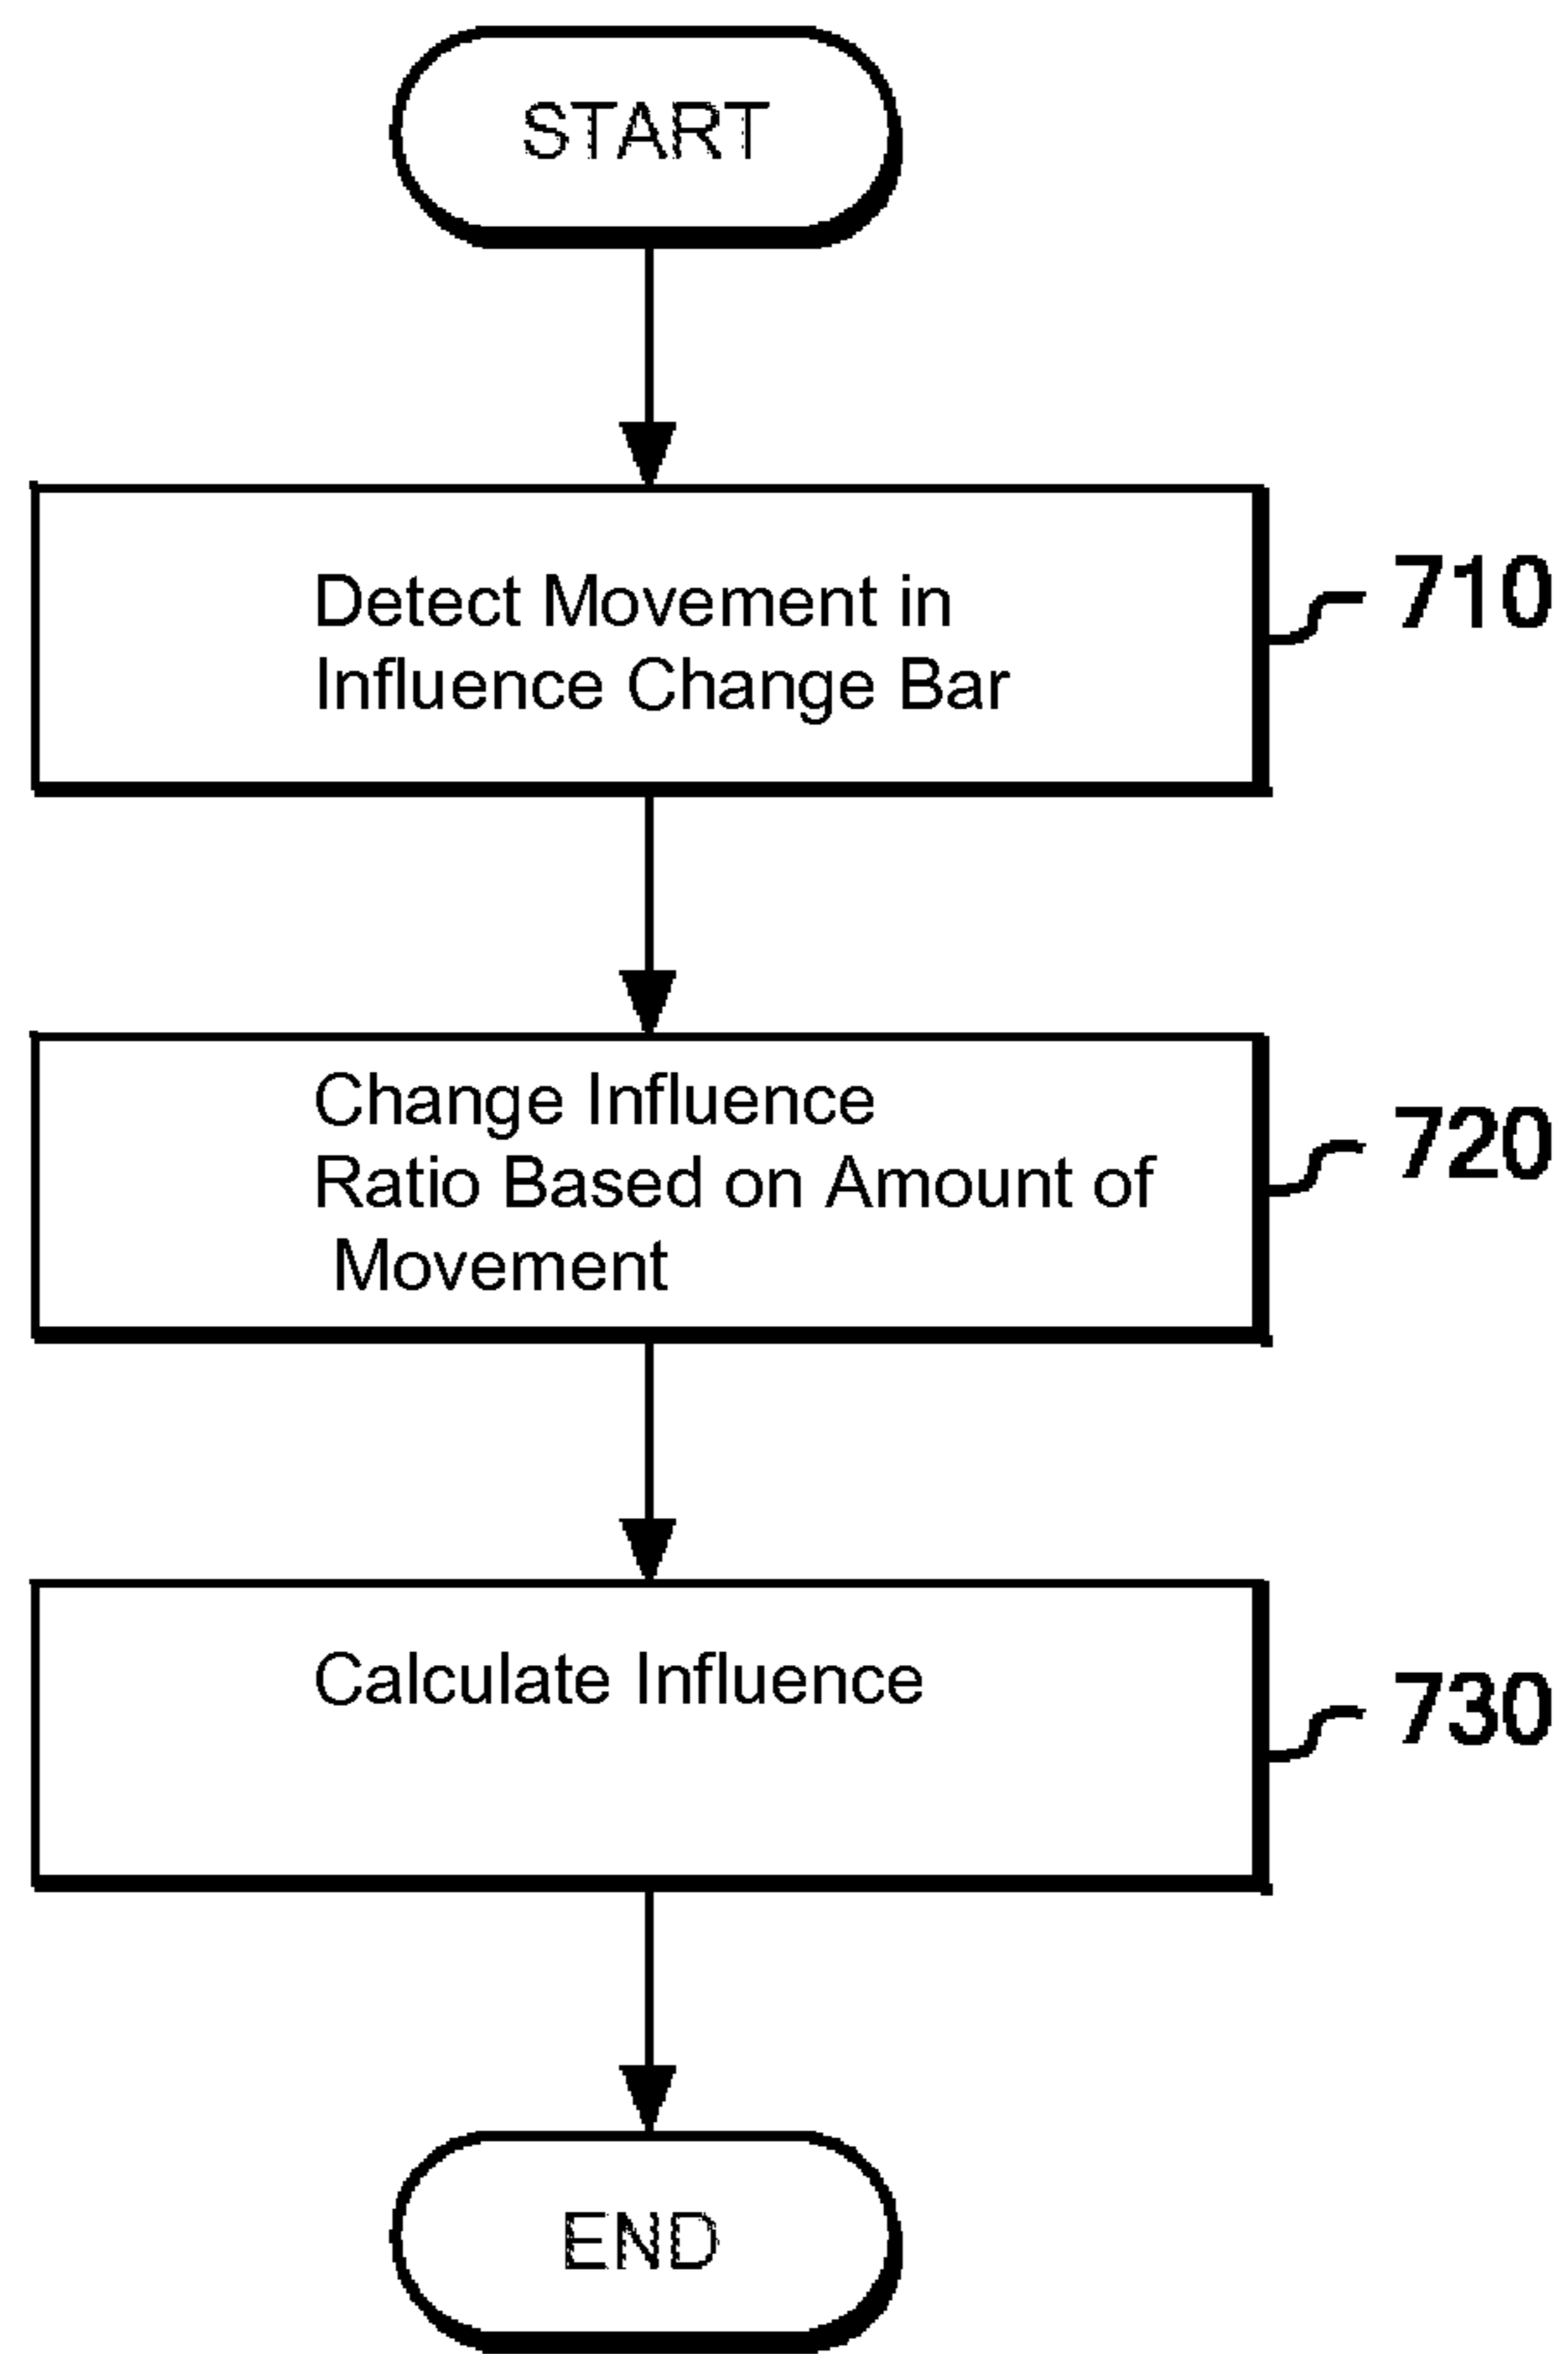 START
Detect Movement in
Influence Change Bar
710
Change Influence
Ratio Based on Amount of
Movement
720
Calculate Influence
730
END